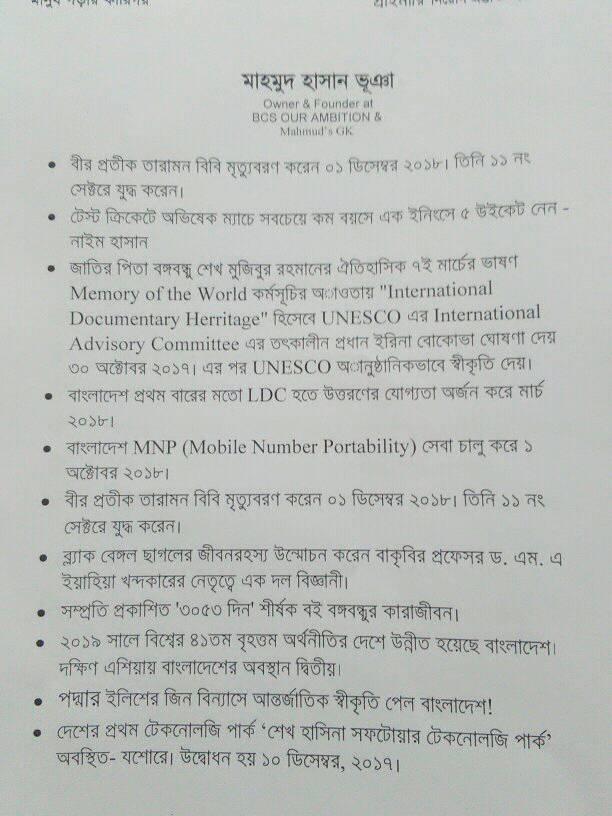 মাহমুদ হাসান ভূঞা
Owner & Founder at
BCS OUR AMBITION &
Mahmud's GK
• বীর প্রতীক তারামন বিবি মৃত্যুবরণ করেন ০১ ডিসেম্বর ২০১৮। তিনি ১১ নং
সেক্টরে যুদ্ধ করেন।
• টেস্ট ক্রিকেটে অভিষেক ম্যাচে সবচেয়ে কম বয়সে এক ইনিংসে ৫ উইকেট নেন -
নাইম হাসান
• জাতির পিতা বঙ্গবন্ধু শেখ মুজিবুর রহমানের ঐতিহাসিক ৭ই মার্চের ভাষণ
Memory of the World কর্মসূচির অাওতায় "International
Documentary Herritage" হিসেবে UNESCO এর International
Advisory Committee এর তৎকালীন প্রধান ইরিনা বোকোভা ঘোষণা দেয়
৩০ অক্টোবর ২০১৭। এর পর UNESCO অানুষ্ঠানিকভাবে স্বীকৃতি দেয়।
• বাংলাদেশ প্রথম বারের মতো LDC হতে উত্তরণের যোগ্যতা অর্জন করে মার্চ
২০১৮।
• বাংলাদেশ MNP (Mobile Number Portability) সেবা চালু করে ১
অক্টোবর ২০১৮।
• বীর প্রতীক তারামন বিবি মৃত্যুবরণ করেন ০১ ডিসেম্বর ২০১৮। তিনি ১১ নং
সেক্টরে যুদ্ধ করেন।
• ব্ল্যাক বেঙ্গল ছাগলের জীবনরহস্য উন্মোচন করেন বাকৃবির প্রফেসর ড. এম. এ
ইয়াহিয়া খন্দকারের নেতৃত্বে এক দল বিজ্ঞানী।
• সম্প্রতি প্রকাশিত '৩০৫৩ দিন' শীর্ষক বই বঙ্গবন্ধুর কারাজীবন।
• ২০১৯ সালে বিশ্বের ৪১তম বৃহত্তম অর্থনীতির দেশে উন্নীত হয়েছে বাংলাদেশ।
দক্ষিণ এশিয়ায় বাংলাদেশের অবস্থান দ্বিতীয়।
• পদ্মার ইলিশের জিন বিন্যাসে আন্তর্জাতিক স্বীকৃতি পেল বাংলাদেশ!
• দেশের প্রথম টেকনোলজি পার্ক ‘শেখ হাসিনা সফটোয়ার টেকনোলজি পার্ক’
অবস্থিত- যশোরে। উদ্বোধন হয় ১০ ডিসেম্বর, ২০১৭।